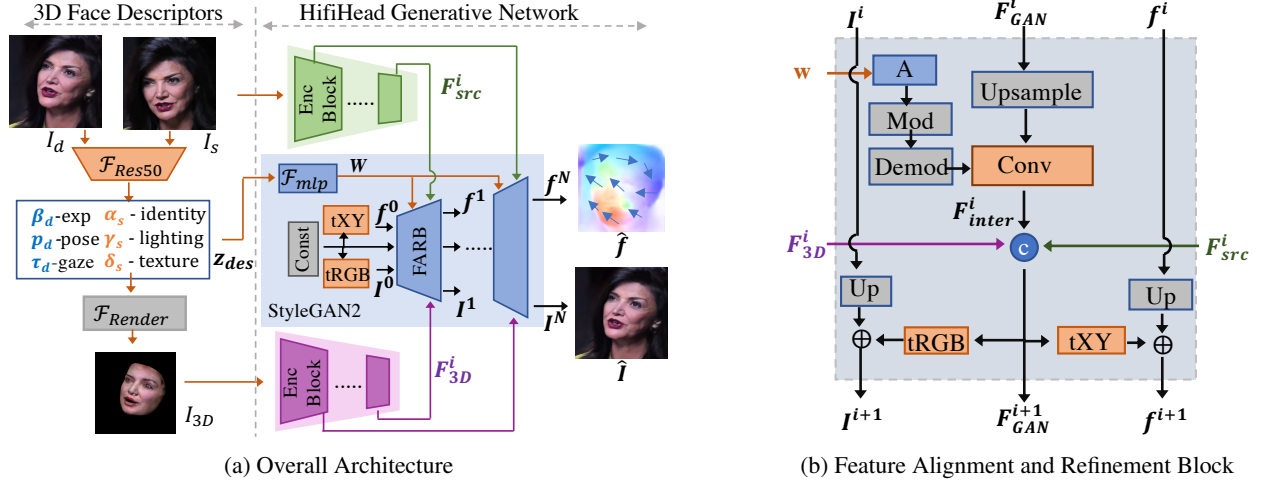 3D Face Descriptors
HifiHead Generative Network
I_d
I_s
F_Res50
β_d-exp α_s - identity
p_d-pose γ_s - lighting
τ_d-gaze δ_s - texture
z_des
F_Render
I_3D
Enc Block
.....
F^i_src
F_mlp
W
Const
tXY
tRGB
f^0
I^0
FARB
f^1
I^1
.....
f^N
I^N
StyleGAN2
f̂
Î
Enc Block
.....
F^i_3D
(a) Overall Architecture
I^i
F^i_GAN
f^i
w
A
Upsample
Mod
Demod
Conv
F^i_inter
F^i_3D
c
F^i_src
Up
Up
tRGB
tXY
I^{i+1}
F^{i+1}_GAN
f^{i+1}
(b) Feature Alignment and Refinement Block